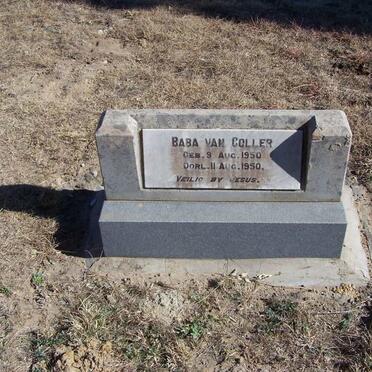 BABA VAN COLLER
GEB. 9 AUG. 1950
OORL. 11 AUG. 1950.
VEILIG BY JESUS.